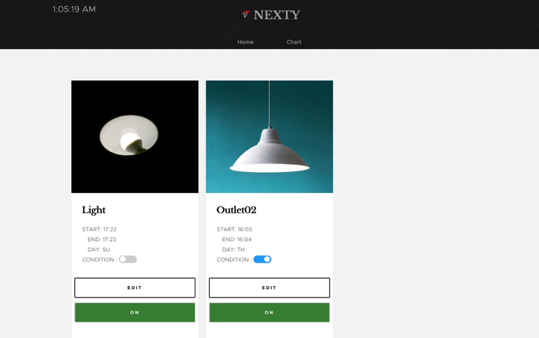 1:05:19 AM
NEXTY
Home Chart
Light
START: 17:22
END: 17:23
DAY: SU
CONDITION :
EDIT
ON
Outlet02
START: 16:03
END: 16:04
DAY: TH
CONDITION :
EDIT
ON